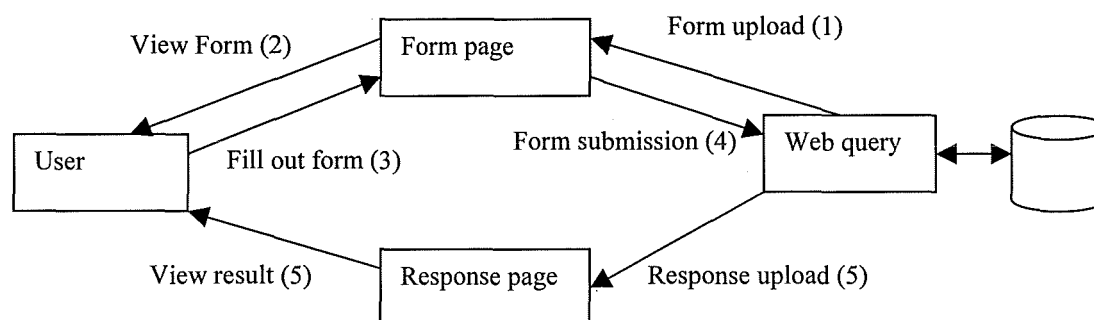 View Form (2)
Form page
Form upload (1)
User
Fill out form (3)
Form submission (4)
Web query
View result (5)
Response page
Response upload (5)